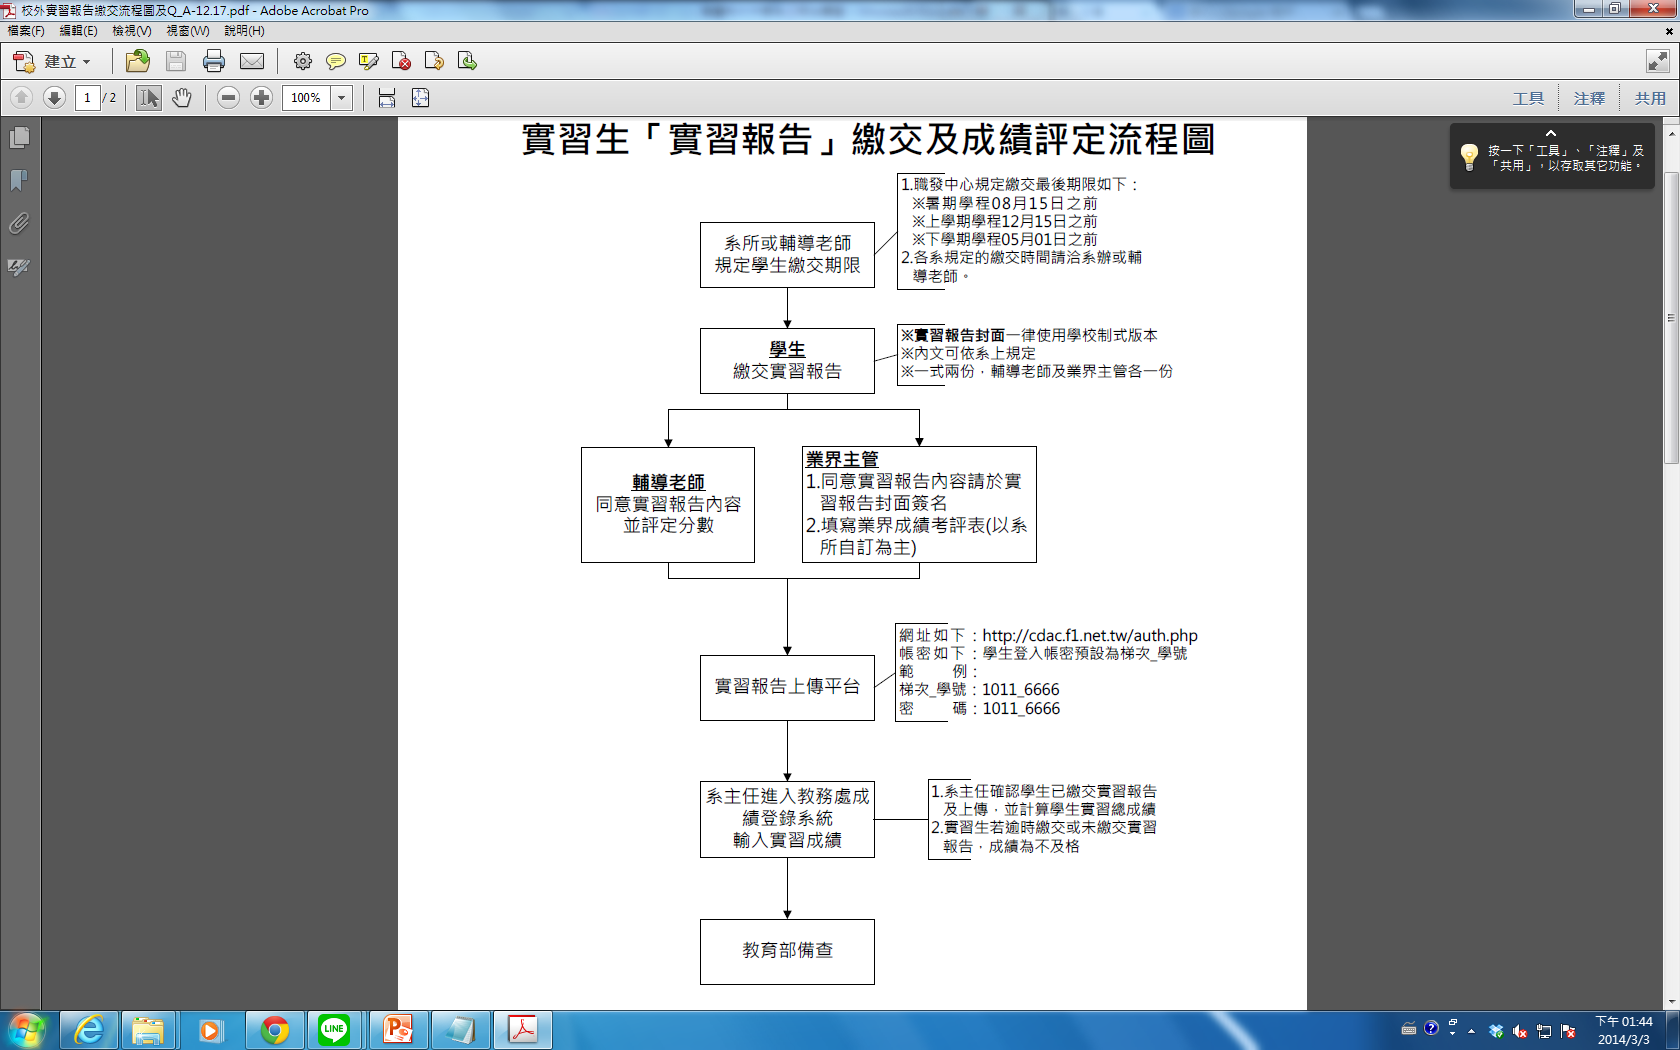 校外實習報告繳交流程圖及Q_A-12.17.pdf - Adobe Acrobat Pro
檔案(F) 編輯(E) 檢視(V) 視窗(W) 說明(H)
建立
1 / 2 100% 工具 注釋 共用
按一下「工具」、「注釋」及
「共用」，以存取其它功能。
實習生「實習報告」繳交及成績評定流程圖
系所或輔導老師
規定學生繳交期限
1.職發中心規定繳交最後期限如下：
※暑期學程08月15日之前
※上學期學程12月15日之前
※下學期學程05月01日之前
2.各系規定的繳交時間請洽系辦或輔
導老師。
學生
繳交實習報告
※實習報告封面一律使用學校制式版本
※內文可依系上規定
※一式兩份，輔導老師及業界主管各一份
輔導老師
同意實習報告內容
並評定分數
業界主管
1.同意實習報告內容請於實
習報告封面簽名
2.填寫業界成績考評表(以系
所自訂為主)
實習報告上傳平台
網址如下：http://cdac.f1.net.tw/auth.php
帳密如下：學生登入帳密預設為梯次_學號
範 例：
梯次_學號：1011_6666
密 碼：1011_6666
系主任進入教務處成
績登錄系統
輸入實習成績
1.系主任確認學生已繳交實習報告
及上傳，並計算學生實習總成績
2.實習生若逾時繳交或未繳交實習
報告，成績為不及格
教育部備查
LINE
下午 01:44
2014/3/3